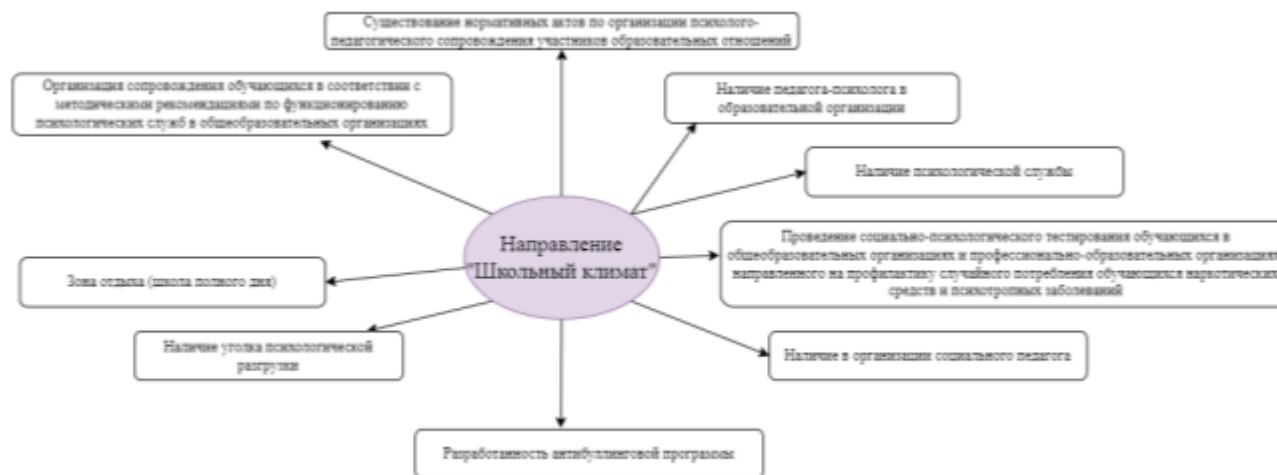 Существование нормативных актов по организации психолого-
педагогического сопровождения участников образовательных отношений
Организация сопровождения обучающихся в соответствии с
методическими рекомендациями по функционированию
психологических служб в общеобразовательных организациях
Наличие педагога-психолога в
образовательной организации
Наличие психологической службы
Направление
"Школьный климат"
Проведение социально-психологического тестирования обучающихся в
общеобразовательных организациях и профессионально-образовательных организациях
направленного на профилактику случайного потребления обучающихся наркотических
средств и психотропных заболеваний
Зона отдыха (школа полного дня)
Наличие уголка психологической
разгрузки
Наличие в организации социального педагога
Разработанность антибуллинговой программы